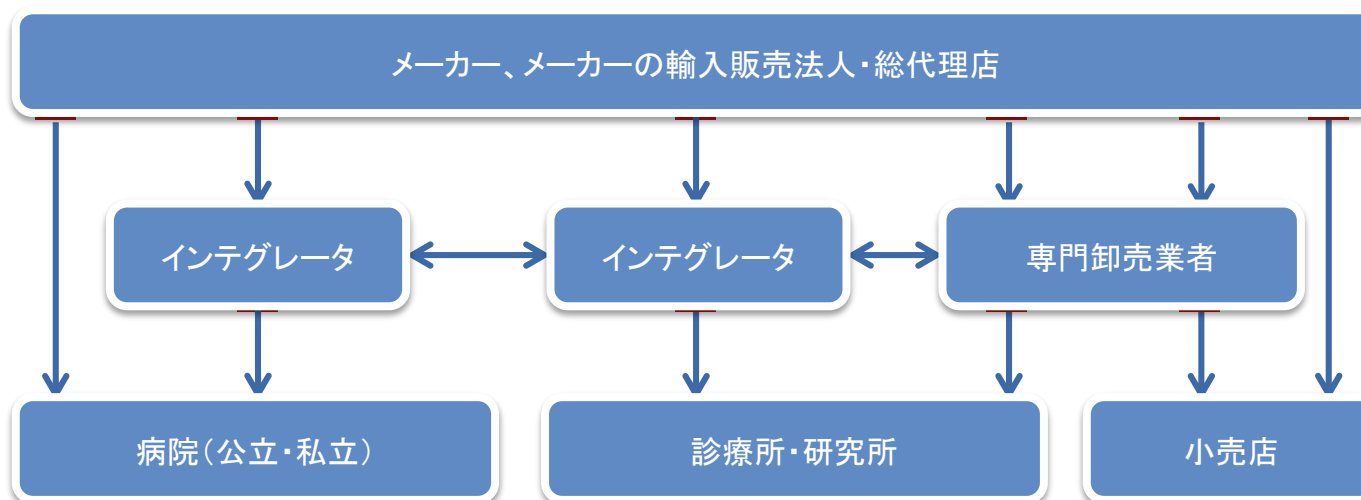 メーカー、メーカーの輸入販売法人・総代理店
インテグレータ
インテグレータ
専門卸売業者
病院（公立・私立）
診療所・研究所
小売店